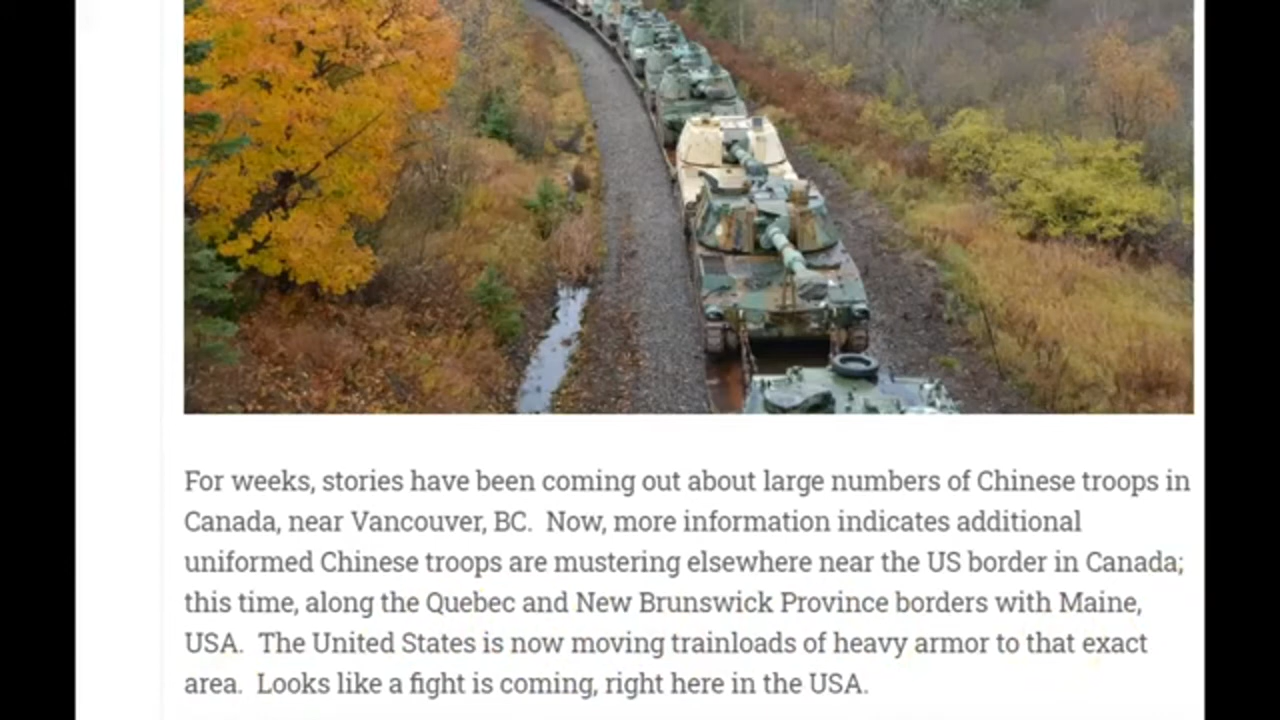 For weeks, stories have been coming out about large numbers of Chinese troops in
Canada, near Vancouver, BC.  Now, more information indicates additional
uniformed Chinese troops are mustering elsewhere near the US border in Canada;
this time, along the Quebec and New Brunswick Province borders with Maine,
USA.  The United States is now moving trainloads of heavy armor to that exact
area.  Looks like a fight is coming, right here in the USA.